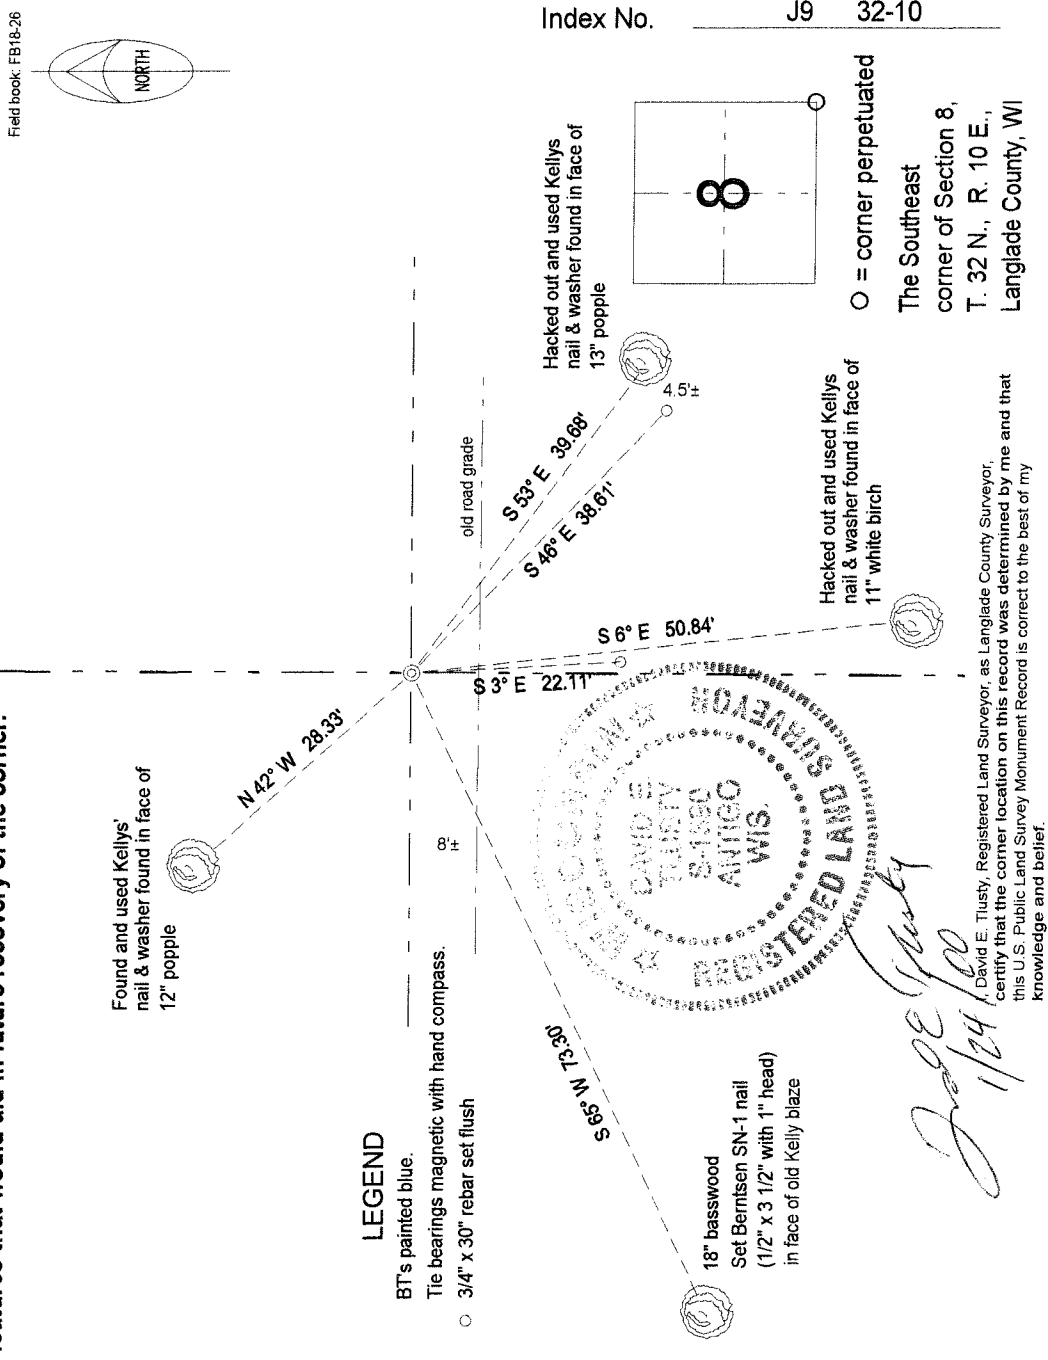 Index No. J9 32-10
Field book: FB18-26
NORTH
features that would aid in future recovery of the corner.
Found and used Kellys'
nail & washer found in face of
12" popple
N 42° W 28.33'
Hacked out and used Kellys
nail & washer found in face of
13" popple
8
O = corner perpetuated
The Southeast
corner of Section 8,
T. 32 N., R. 10 E.,
Langlade County, WI
old road grade
S 53° E 39.68'
S 46° E 38.61'
4.5'±
S 6° E 50.84'
S 3° E 22.11'
Hacked out and used Kellys
nail & washer found in face of
11" white birch
8'±
S 65° W 73.30'
LEGEND
BT's painted blue.
Tie bearings magnetic with hand compass.
3/4" x 30" rebar set flush
18" basswood
Set Berntsen SN-1 nail
(1/2" x 3 1/2" with 1" head)
in face of old Kelly blaze
WISCONSIN
DAVID E
TLUSTY
ANTIGO
WIS.
REGISTERED LAND SURVEYOR
David E Tlusty
1/24/00
I, David E. Tlusty, Registered Land Surveyor, as Langlade County Surveyor,
certify that the corner location on this record was determined by me and that
this U.S. Public Land Survey Monument Record is correct to the best of my
knowledge and belief.